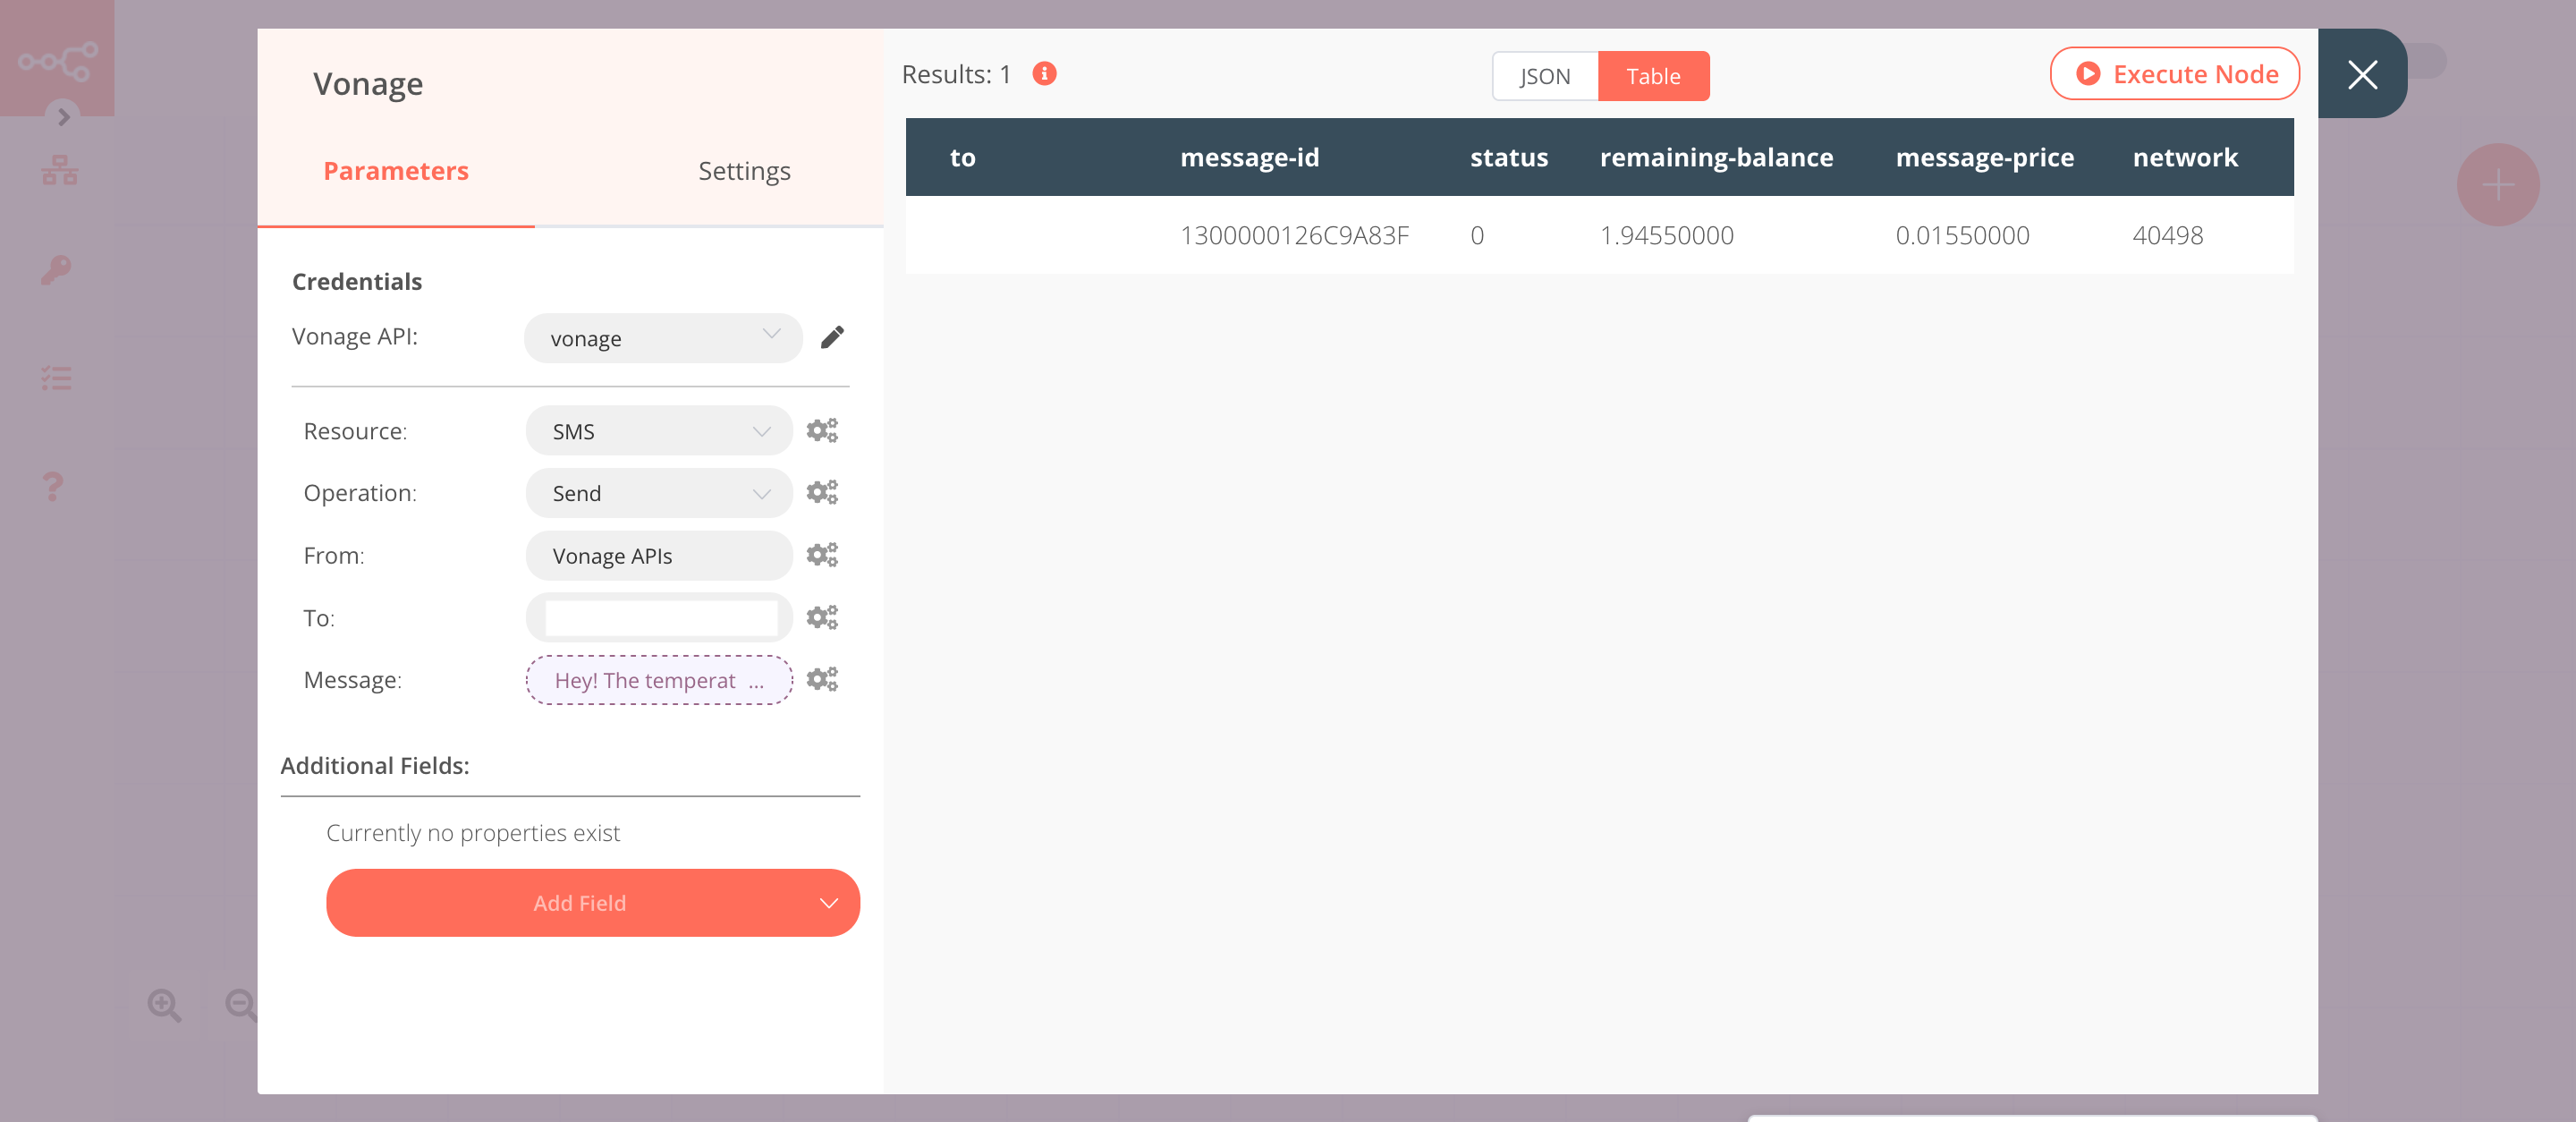 Vonage
Parameters
Settings
Credentials
Vonage API:
vonage
Resource:
SMS
Operation:
Send
From:
Vonage APIs
To:
Message:
Hey! The temperat ...
Additional Fields:
Currently no properties exist
Add Field
Results: 1
JSON
Table
Execute Node
to message-id status remaining-balance message-price network
1300000126C9A83F 0 1.94550000 0.01550000 40498